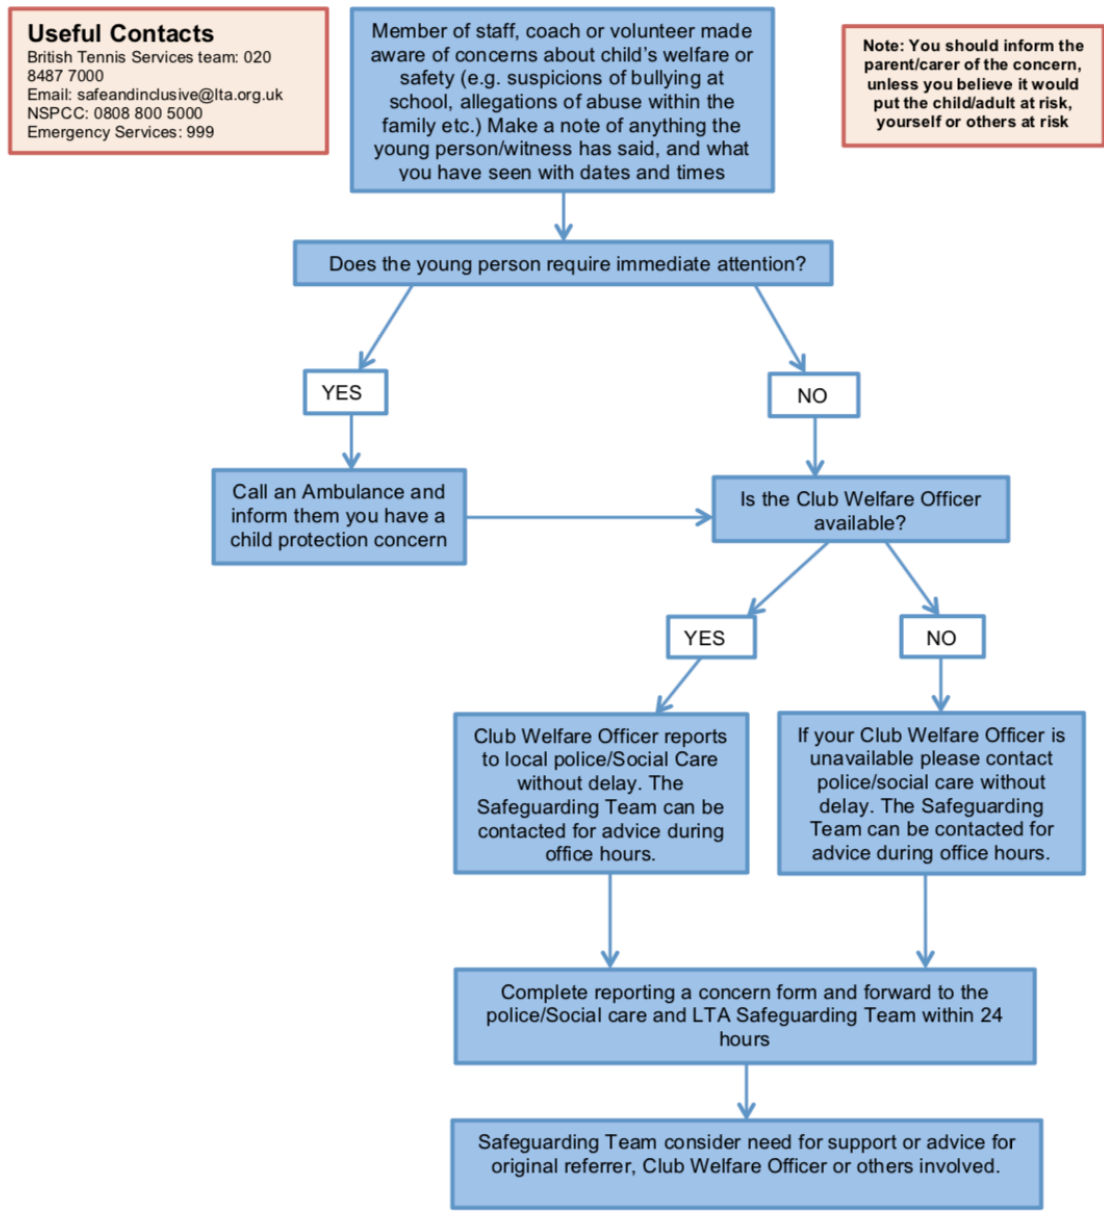 Useful Contacts
British Tennis Services team: 020
8487 7000
Email: safeandinclusive@lta.org.uk
NSPCC: 0808 800 5000
Emergency Services: 999
Member of staff, coach or volunteer made
aware of concerns about child's welfare or
safety (e.g. suspicions of bullying at
school, allegations of abuse within the
family etc.) Make a note of anything the
young person/witness has said, and what
you have seen with dates and times
Note: You should inform the
parent/carer of the concern,
unless you believe it would
put the child/adult at risk,
yourself or others at risk
Does the young person require immediate attention?
YES
NO
Call an Ambulance and
inform them you have a
child protection concern
Is the Club Welfare Officer
available?
YES
NO
Club Welfare Officer reports
to local police/Social Care
without delay. The
Safeguarding Team can be
contacted for advice during
office hours.
If your Club Welfare Officer is
unavailable please contact
police/social care without
delay. The Safeguarding
Team can be contacted for
advice during office hours.
Complete reporting a concern form and forward to the
police/Social care and LTA Safeguarding Team within 24
hours
Safeguarding Team consider need for support or advice for
original referrer, Club Welfare Officer or others involved.